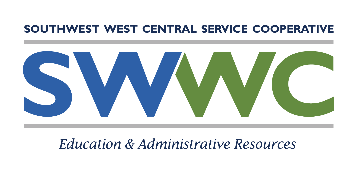 SOUTHWEST WEST CENTRAL SERVICE COOPERATIVE
SWWC
Education & Administrative Resources